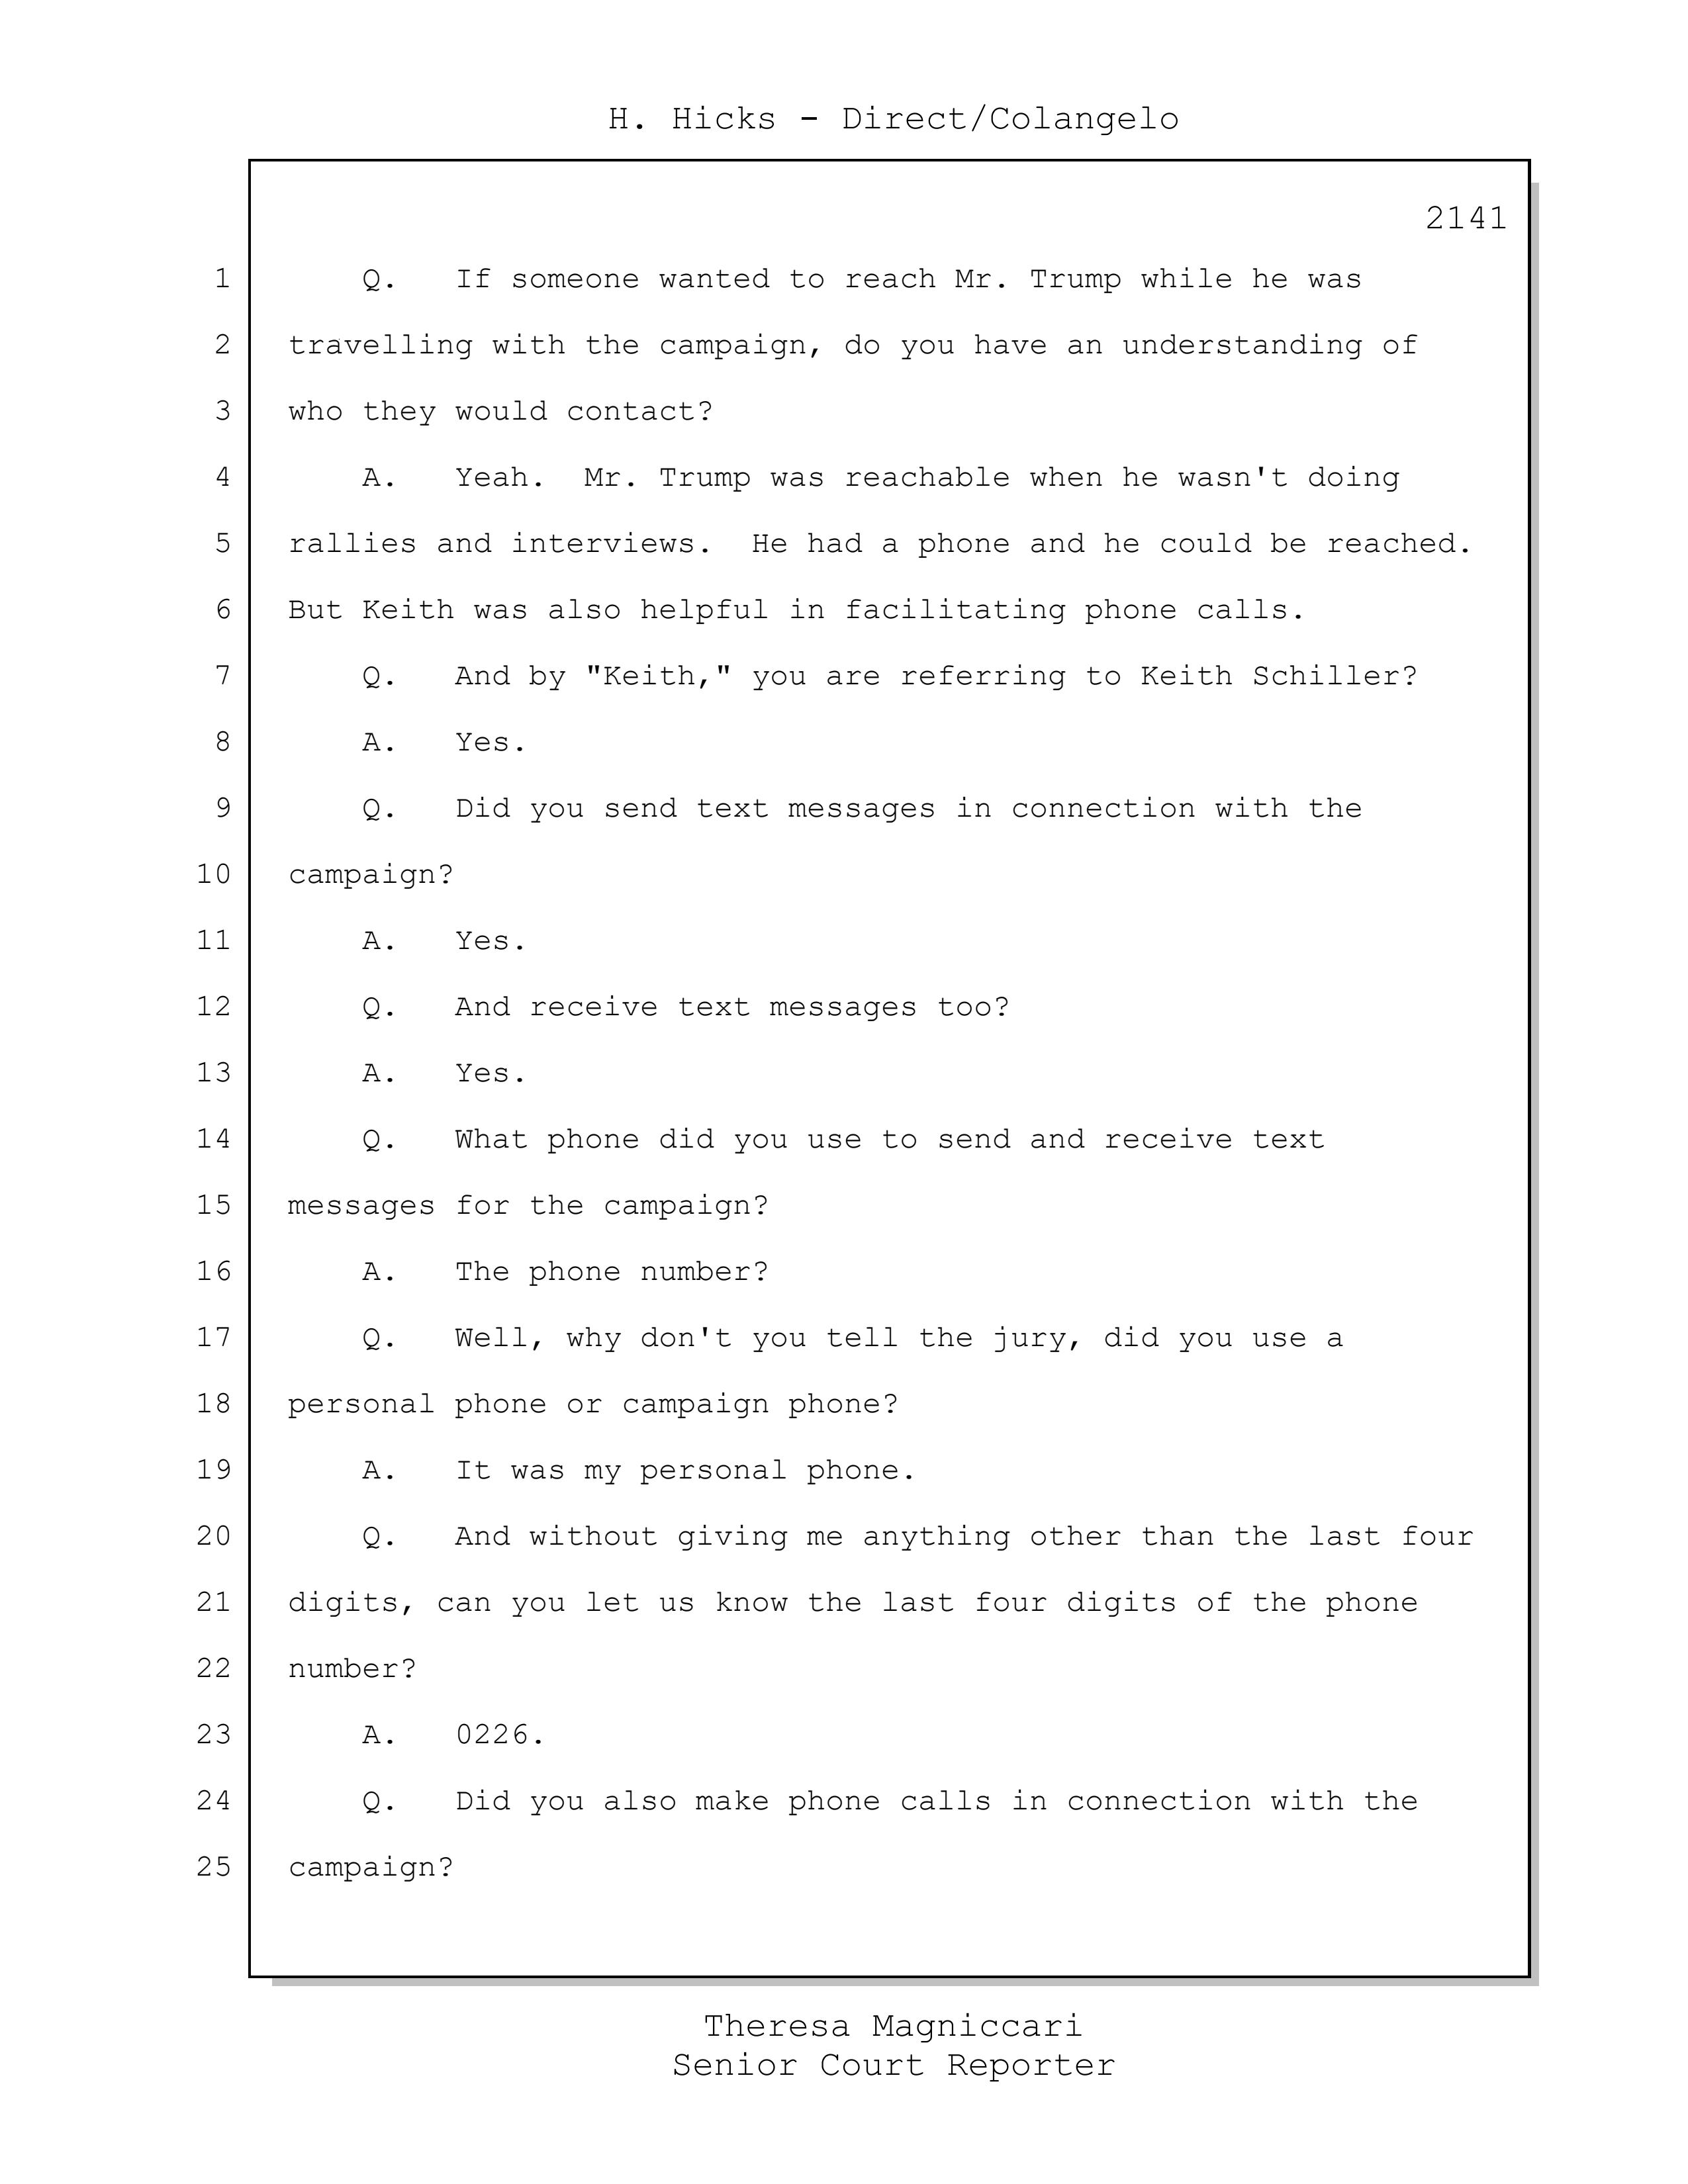 H. Hicks - Direct/Colangelo
2141
1 Q. If someone wanted to reach Mr. Trump while he was
2 travelling with the campaign, do you have an understanding of
3 who they would contact?
4 A. Yeah. Mr. Trump was reachable when he wasn't doing
5 rallies and interviews. He had a phone and he could be reached.
6 But Keith was also helpful in facilitating phone calls.
7 Q. And by "Keith," you are referring to Keith Schiller?
8 A. Yes.
9 Q. Did you send text messages in connection with the
10 campaign?
11 A. Yes.
12 Q. And receive text messages too?
13 A. Yes.
14 Q. What phone did you use to send and receive text
15 messages for the campaign?
16 A. The phone number?
17 Q. Well, why don't you tell the jury, did you use a
18 personal phone or campaign phone?
19 A. It was my personal phone.
20 Q. And without giving me anything other than the last four
21 digits, can you let us know the last four digits of the phone
22 number?
23 A. 0226.
24 Q. Did you also make phone calls in connection with the
25 campaign?
Theresa Magniccari
Senior Court Reporter